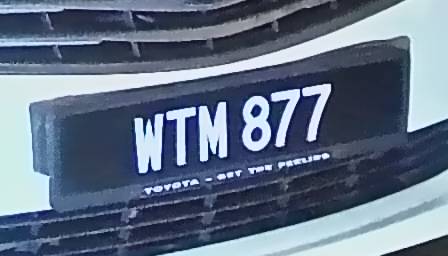 WTM 877
TOYOTA - GET THE FEELING